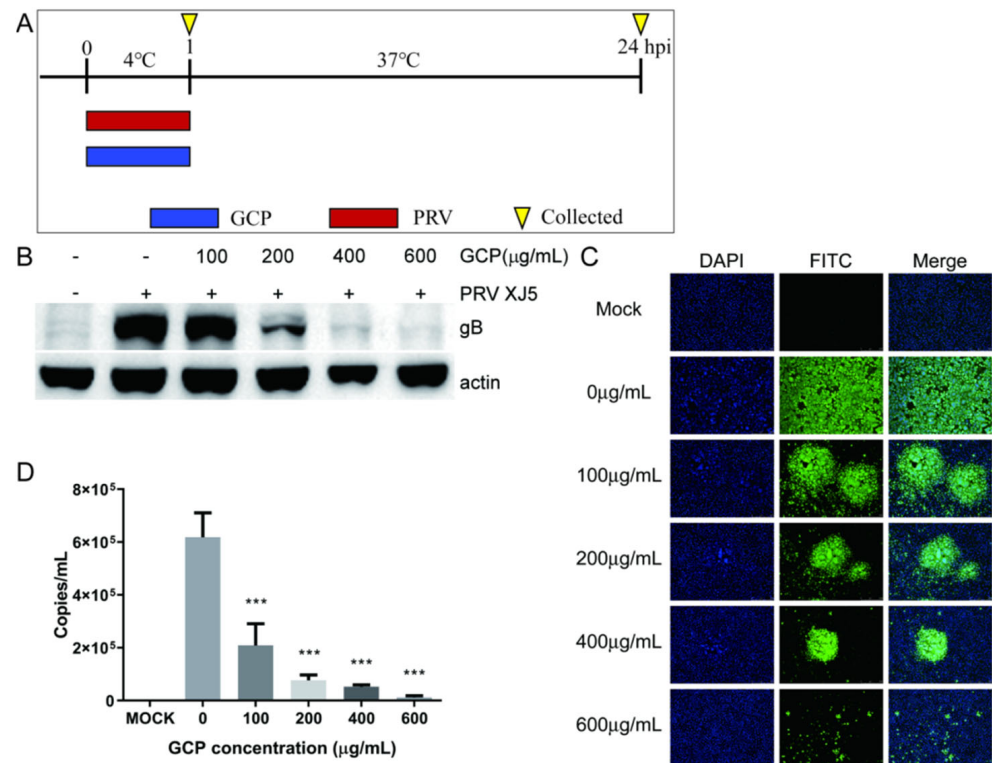 A
0 1 24 hpi
4°C 37°C
GCP PRV Collected
B
- - 100 200 400 600 GCP(μg/mL)
- + + + + + PRV XJ5
gB
actin
C
DAPI FITC Merge
Mock
0μg/mL
100μg/mL
200μg/mL
400μg/mL
600μg/mL
D
8×10⁵
6×10⁵
4×10⁵
2×10⁵
0
Copies/mL
***
***
***
***
MOCK 0 100 200 400 600
GCP concentration (μg/mL)